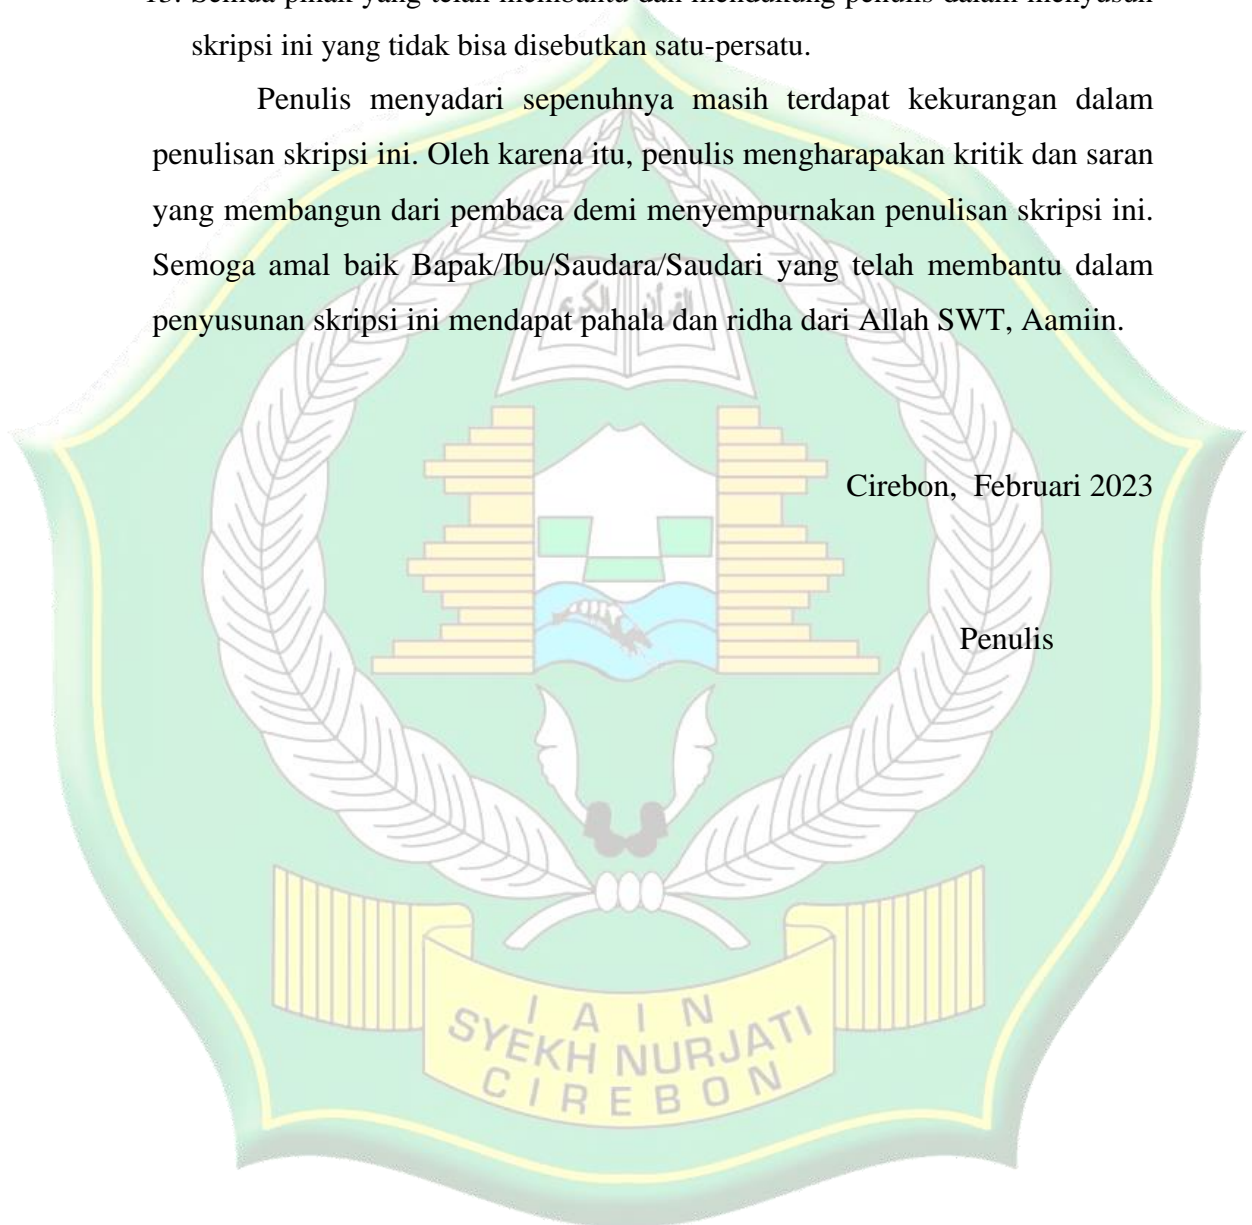 skripsi ini yang tidak bisa disebutkan satu-persatu.
Penulis menyadari sepenuhnya masih terdapat kekurangan dalam
penulisan skripsi ini. Oleh karena itu, penulis mengharapakan kritik dan saran
yang membangun dari pembaca demi menyempurnakan penulisan skripsi ini.
Semoga amal baik Bapak/Ibu/Saudara/Saudari yang telah membantu dalam
penyusunan skripsi ini mendapat pahala dan ridha dari Allah SWT, Aamiin.
القرآن الكرى
Cirebon, Februari 2023
Penulis
IAIN
SYEKH NURJATI
CIREBON